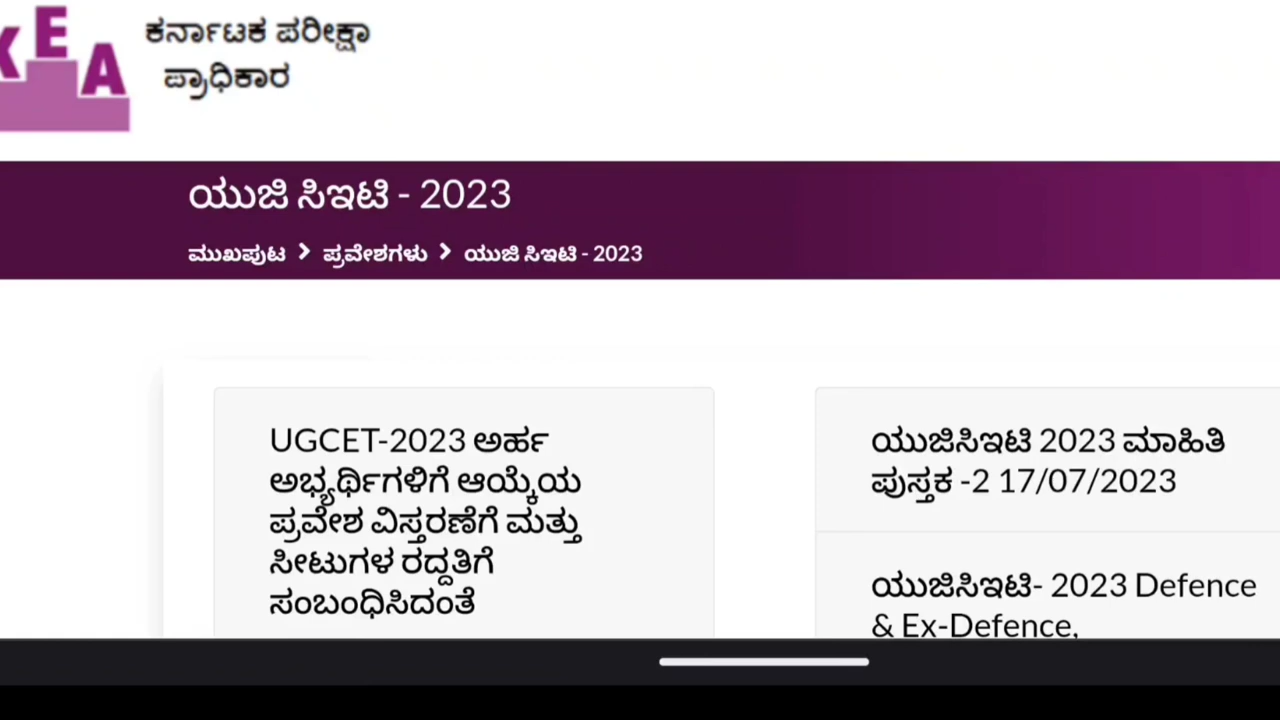 KEA
ಕರ್ನಾಟಕ ಪರೀಕ್ಷಾ
ಪ್ರಾಧಿಕಾರ
ಯುಜಿ ಸಿಇಟಿ - 2023
ಮುಖಪುಟ > ಪ್ರವೇಶಗಳು > ಯುಜಿ ಸಿಇಟಿ - 2023
UGCET-2023 ಅರ್ಹ
ಅಭ್ಯರ್ಥಿಗಳಿಗೆ ಆಯ್ಕೆಯ
ಪ್ರವೇಶ ವಿಸ್ತರಣೆಗೆ ಮತ್ತು
ಸೀಟುಗಳ ರದ್ದತಿಗೆ
ಸಂಬಂಧಿಸಿದಂತೆ
ಯುಜಿಸಿಇಟಿ 2023 ಮಾಹಿತಿ
ಪುಸ್ತಕ -2 17/07/2023
ಯುಜಿಸಿಇಟಿ- 2023 Defence
& Ex-Defence,